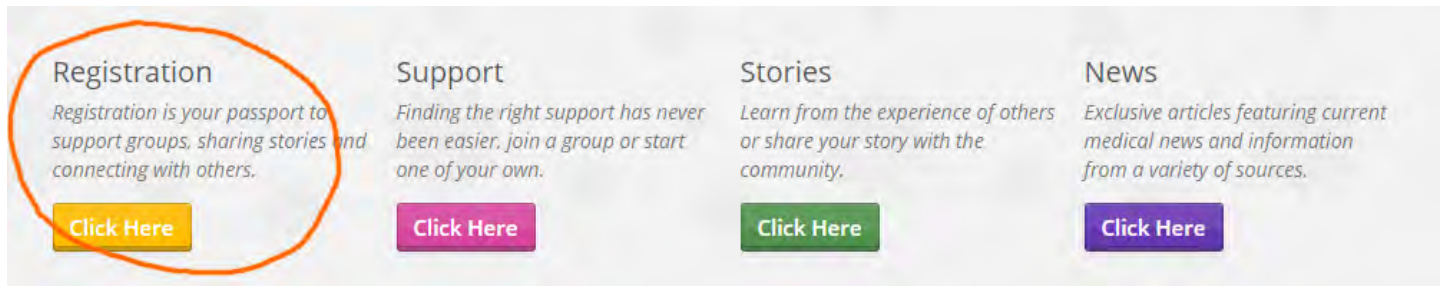 Registration
Registration is your passport to
support groups, sharing stories and
connecting with others.
Click Here
Support
Finding the right support has never
been easier, join a group or start
one of your own.
Click Here
Stories
Learn from the experience of others
or share your story with the
community.
Click Here
News
Exclusive articles featuring current
medical news and information
from a variety of sources.
Click Here